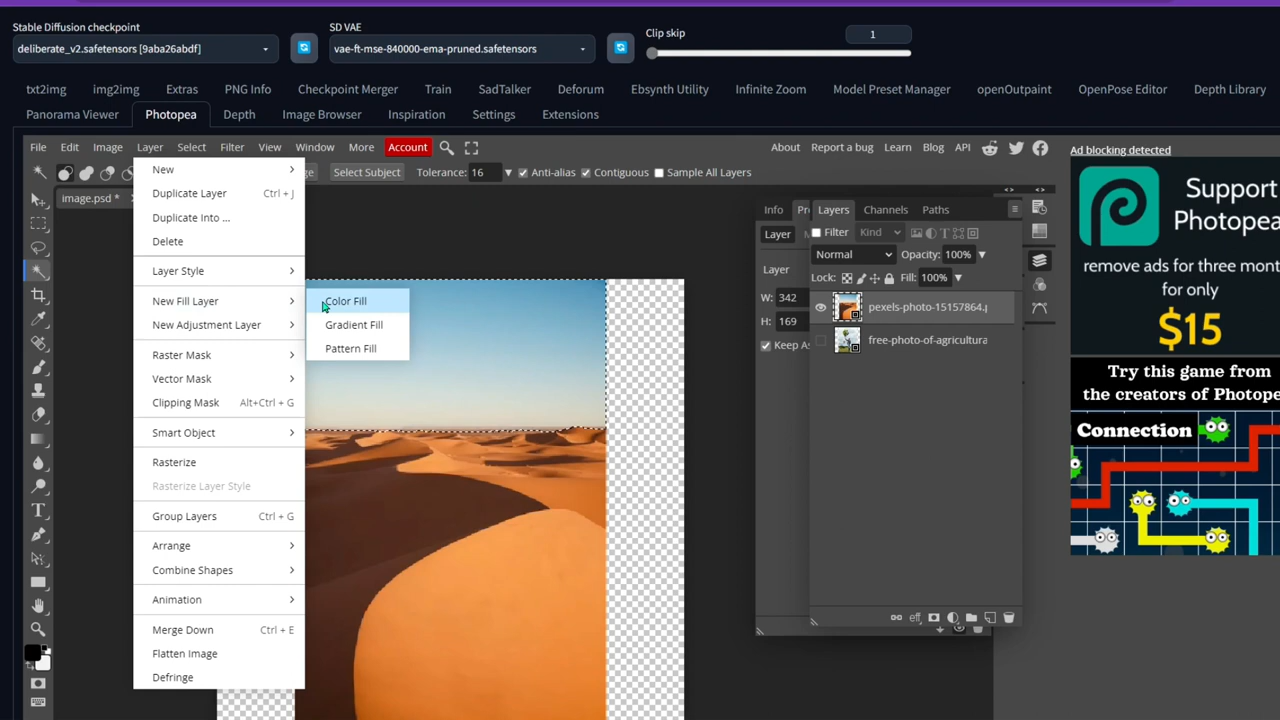 Stable Diffusion checkpoint
SD VAE
Clip skip
1
deliberate_v2.safetensors [9aba26abdf]
vae-ft-mse-840000-ema-pruned.safetensors
txt2img img2img Extras PNG Info Checkpoint Merger Train SadTalker Deforum Ebsynth Utility Infinite Zoom Model Preset Manager openOutpaint OpenPose Editor Depth Library
Panorama Viewer Photopea Depth Image Browser Inspiration Settings Extensions
File Edit Image Layer Select Filter View Window More Account
About Report a bug Learn Blog API
Ad blocking detected
Select Subject Tolerance: 16 Anti-alias Contiguous Sample All Layers
image.psd *
New
Duplicate Layer Ctrl + J
Duplicate Into ...
Delete
Layer Style
New Fill Layer
New Adjustment Layer
Raster Mask
Vector Mask
Clipping Mask Alt+Ctrl + G
Smart Object
Rasterize
Rasterize Layer Style
Group Layers Ctrl + G
Arrange
Combine Shapes
Animation
Merge Down Ctrl + E
Flatten Image
Defringe
Color Fill
Gradient Fill
Pattern Fill
Info Pr Layers Channels Paths
Layer
Filter Kind
Normal Opacity: 100%
Layer
Lock: Fill: 100%
W: 342
H: 169
Keep As
pexels-photo-15157864.p
free-photo-of-agricultura
eff
Support
Photopea
remove ads for three mont
for only
$15
Try this game from
the creators of Photope
Connection